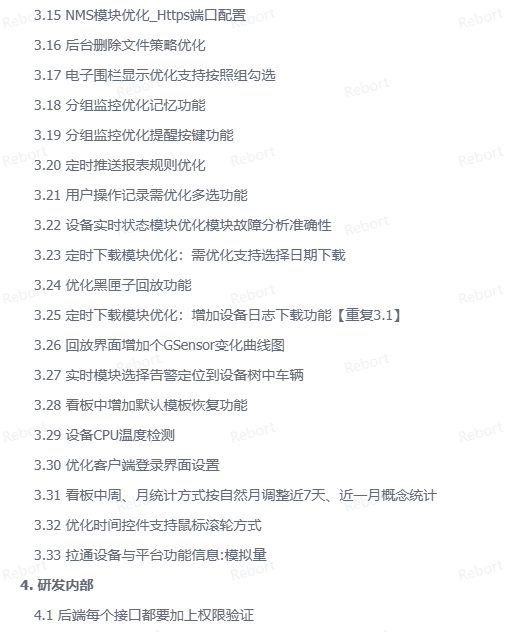 3.15 NMS模块优化_Https端口配置
3.16 后台删除文件策略优化
3.17 电子围栏显示优化支持按照组勾选
3.18 分组监控优化记忆功能
3.19 分组监控优化提醒按键功能
3.20 定时推送报表规则优化
3.21 用户操作记录需优化多选功能
3.22 设备实时状态模块优化模块故障分析准确性
3.23 定时下载模块优化：需优化支持选择日期下载
3.24 优化黑匣子回放功能
3.25 定时下载模块优化：增加设备日志下载功能【重复3.1】
3.26 回放界面增加个GSensor变化曲线图
3.27 实时模块选择告警定位到设备树中车辆
3.28 看板中增加默认模板恢复功能
3.29 设备CPU温度检测
3.30 优化客户端登录界面设置
3.31 看板中周、月统计方式按自然月调整近7天、近一月概念统计
3.32 优化时间控件支持鼠标滚轮方式
3.33 拉通设备与平台功能信息:模拟量
4. 研发内部
4.1 后端每个接口都要加上权限验证
Rebort